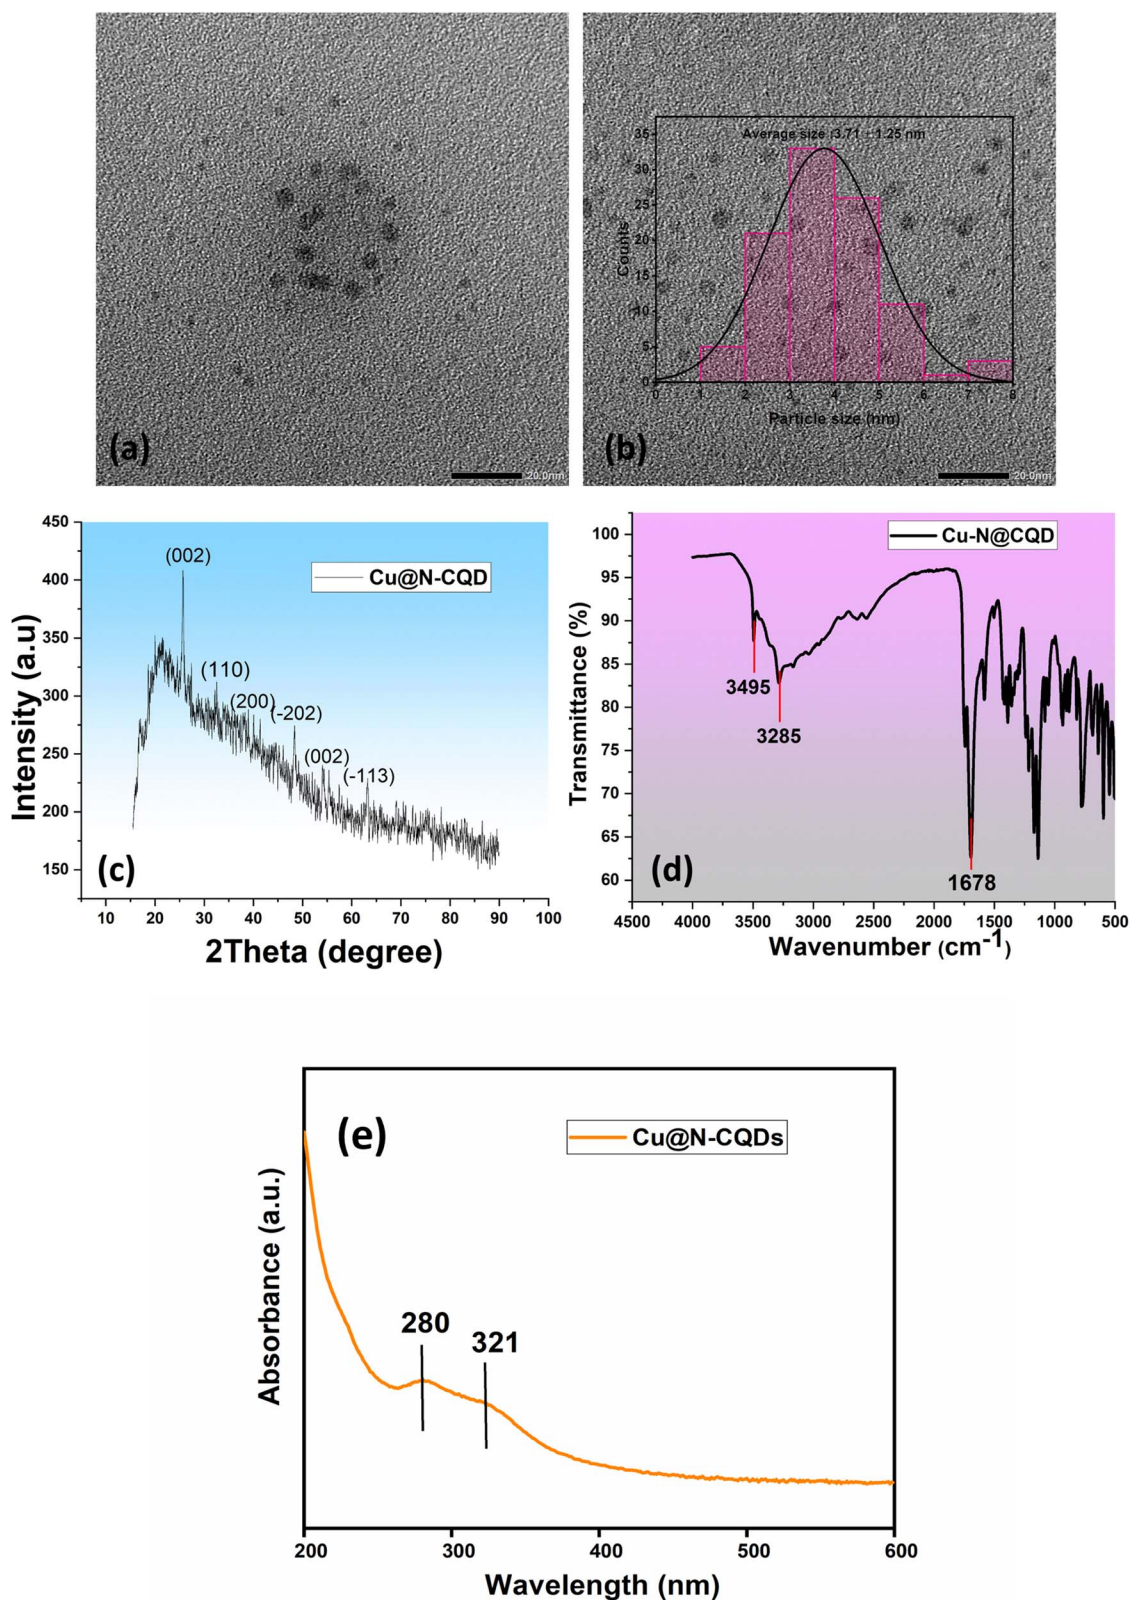 (a)
20.0nm
Average size :3.71 ± 1.25 nm
35
30
25
20
15
10
5
0
Counts
0 1 2 3 4 5 6 7 8
Particle size (nm)
(b)
20.0nm
450
400
350
300
250
200
150
Intensity (a.u)
(002)
(110)
(200)
(-202)
(002)
(-113)
Cu@N-CQD
(c)
10 20 30 40 50 60 70 80 90 100
2Theta (degree)
100
95
90
85
80
75
70
65
60
Transmittance (%)
Cu-N@CQD
3495
3285
1678
(d)
4500 4000 3500 3000 2500 2000 1500 1000 500
Wavenumber (cm-1)
(e)
Cu@N-CQDs
280
321
Absorbance (a.u.)
200 300 400 500 600
Wavelength (nm)